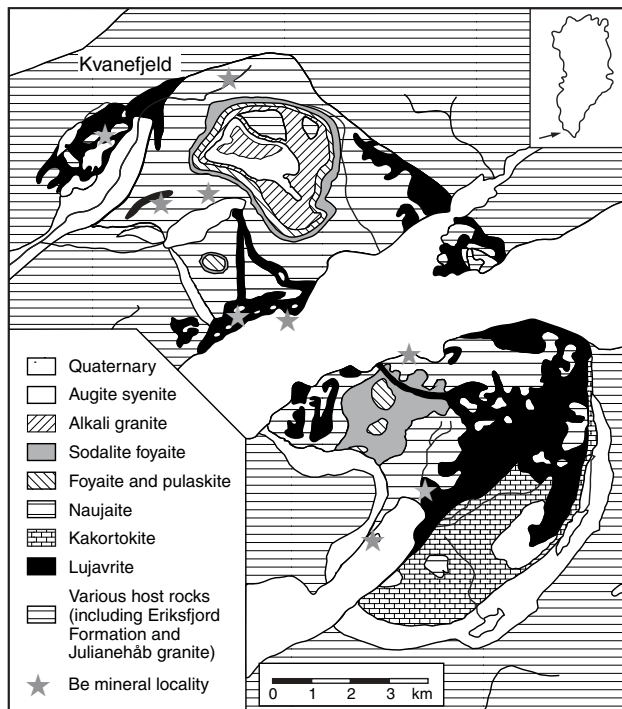 Kvanefjeld
Quaternary
Augite syenite
Alkali granite
Sodalite foyaite
Foyaite and pulaskite
Naujaite
Kakortokite
Lujavrite
Various host rocks
(including Eriksfjord
Formation and
Julianehåb granite)
Be mineral locality
0 1 2 3 km